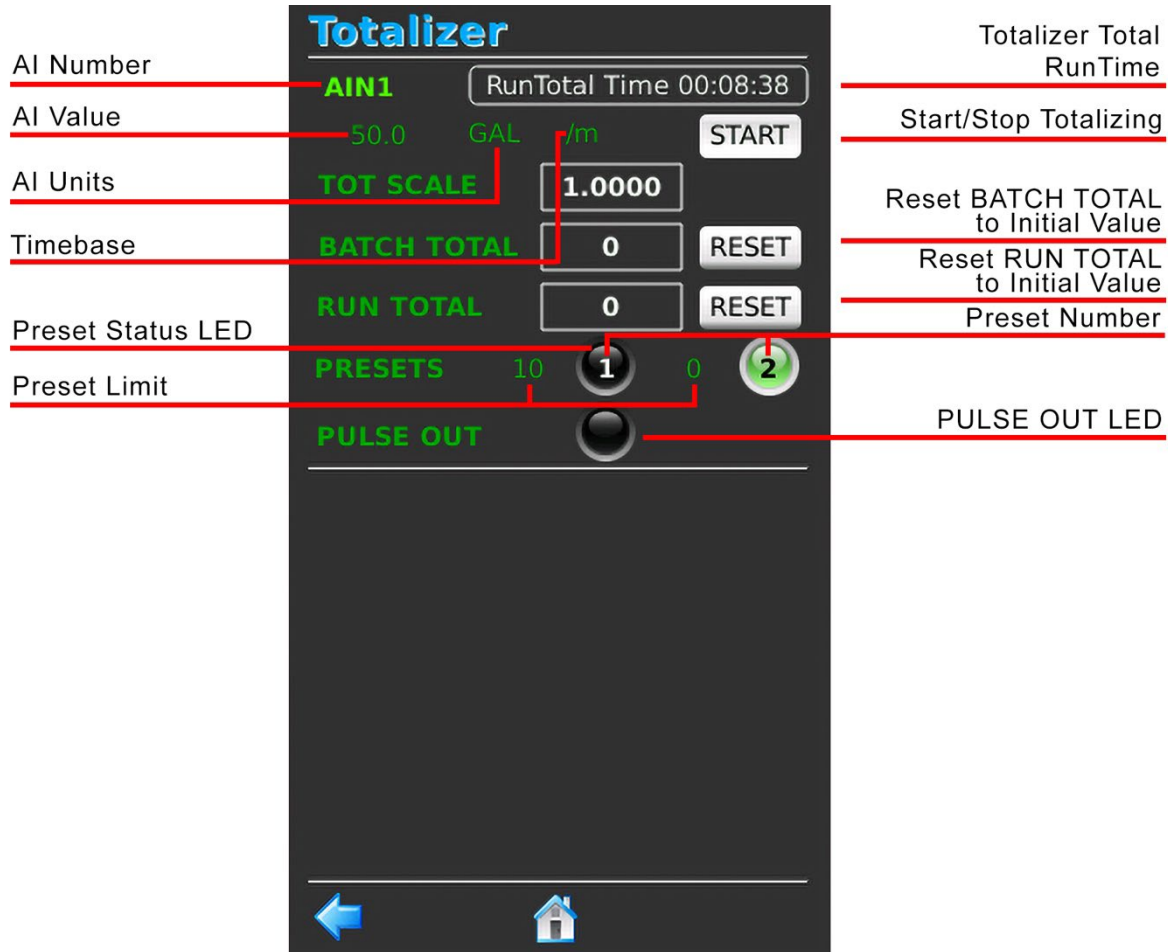 Totalizer
Totalizer Total
RunTime
AI Number
AIN1 RunTotal Time 00:08:38
AI Value
50.0 GAL /m START
Start/Stop Totalizing
AI Units
TOT SCALE 1.0000
Reset BATCH TOTAL
to Initial Value
Timebase
BATCH TOTAL 0 RESET
Reset RUN TOTAL
to Initial Value
RUN TOTAL 0 RESET
Preset Number
Preset Status LED
PRESETS 10 1 0 2
Preset Limit
PULSE OUT
PULSE OUT LED